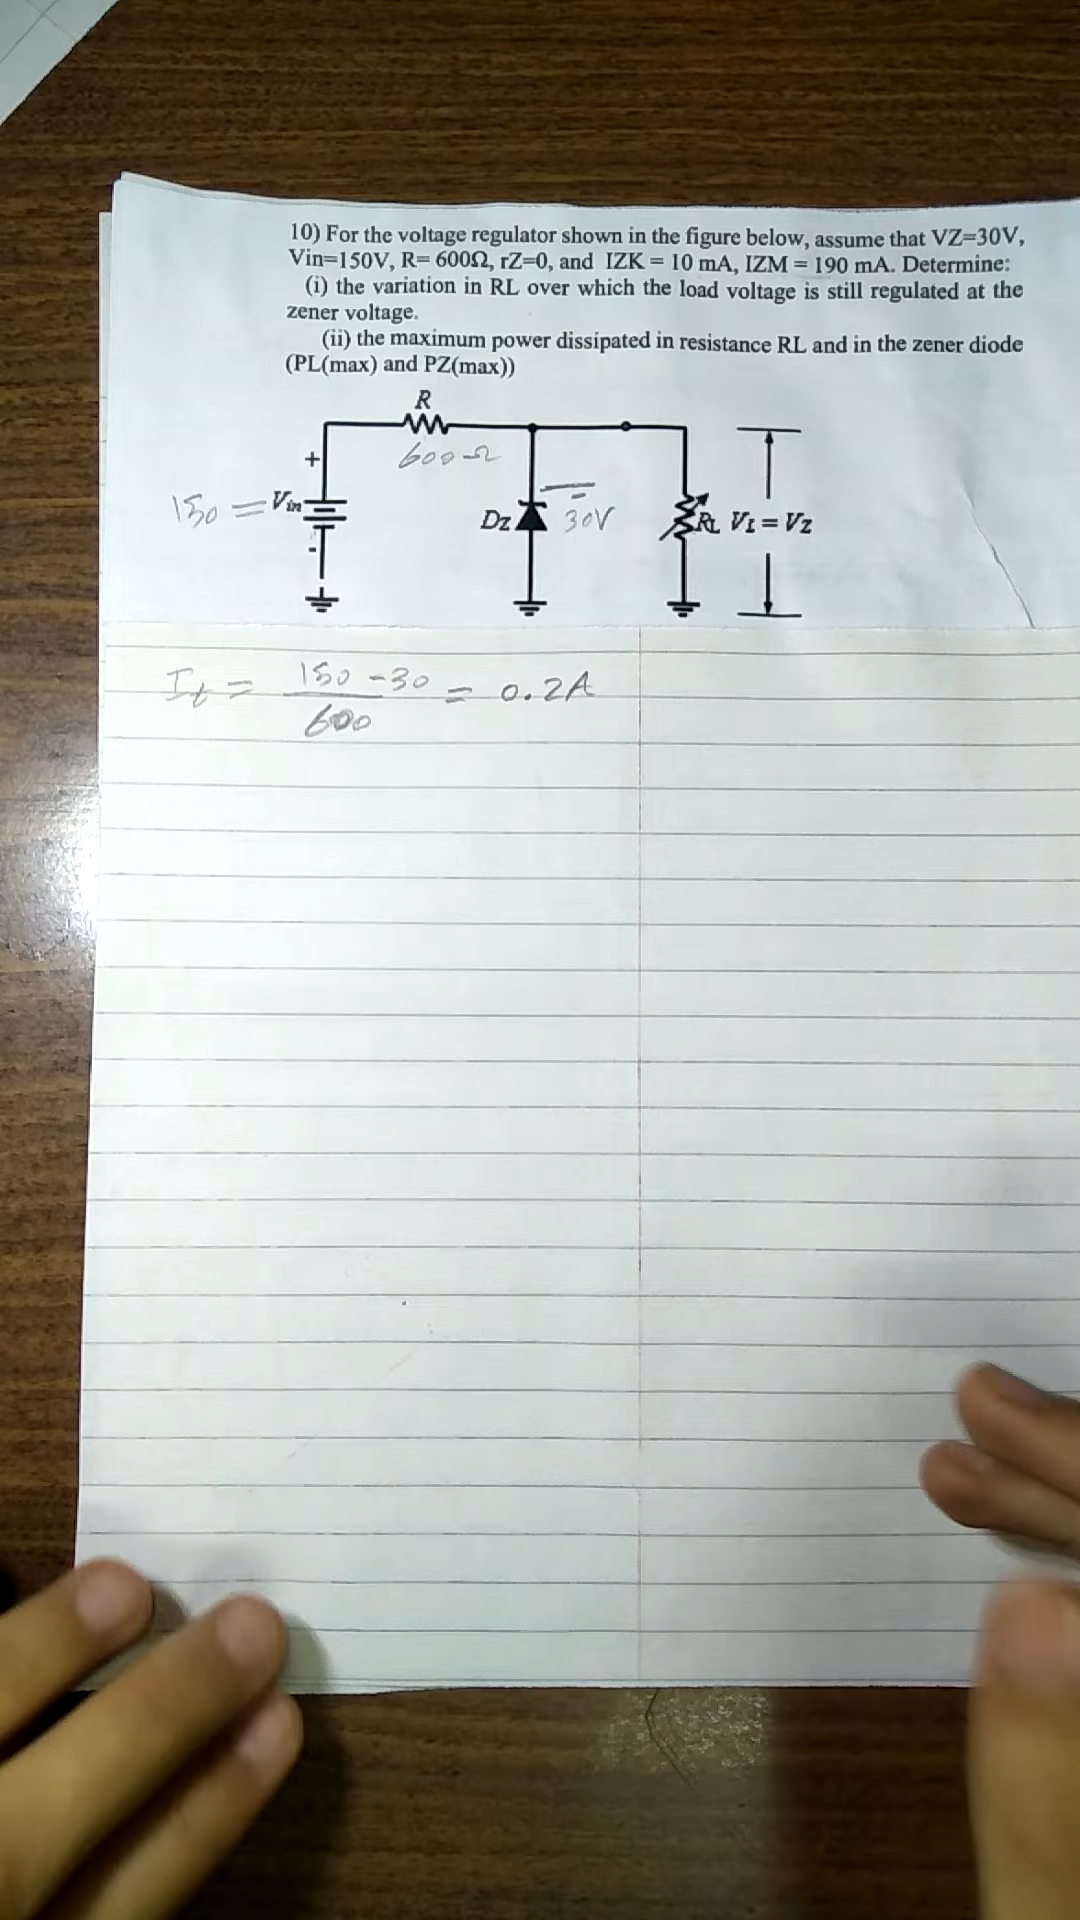 10) For the voltage regulator shown in the figure below, assume that VZ=30V,
Vin=150V, R= 600Ω, rZ=0, and IZK = 10 mA, IZM = 190 mA. Determine:
(i) the variation in RL over which the load voltage is still regulated at the
zener voltage.
(ii) the maximum power dissipated in resistance RL and in the zener diode
(PL(max) and PZ(max))
R
600Ω
+
150 = Vin
-
Dz
30V
RL
VL = VZ
It = 150 - 30 / 600 = 0.2A